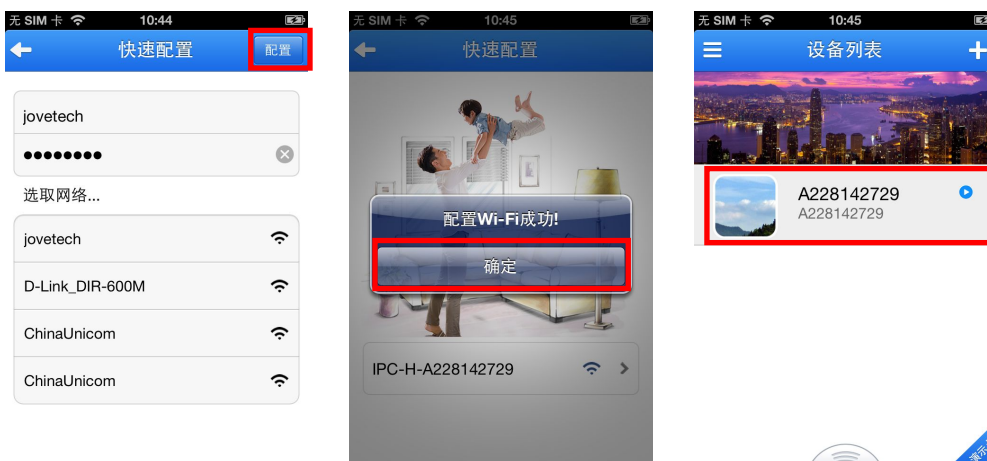 无 SIM 卡 10:44
快速配置 配置
jovetech
●●●●●●●●
选取网络...
jovetech
D-Link_DIR-600M
ChinaUnicom
ChinaUnicom
无 SIM 卡 10:45
快速配置
配置Wi-Fi成功!
确定
IPC-H-A228142729
无 SIM 卡 10:45
设备列表
A228142729
A228142729
演示